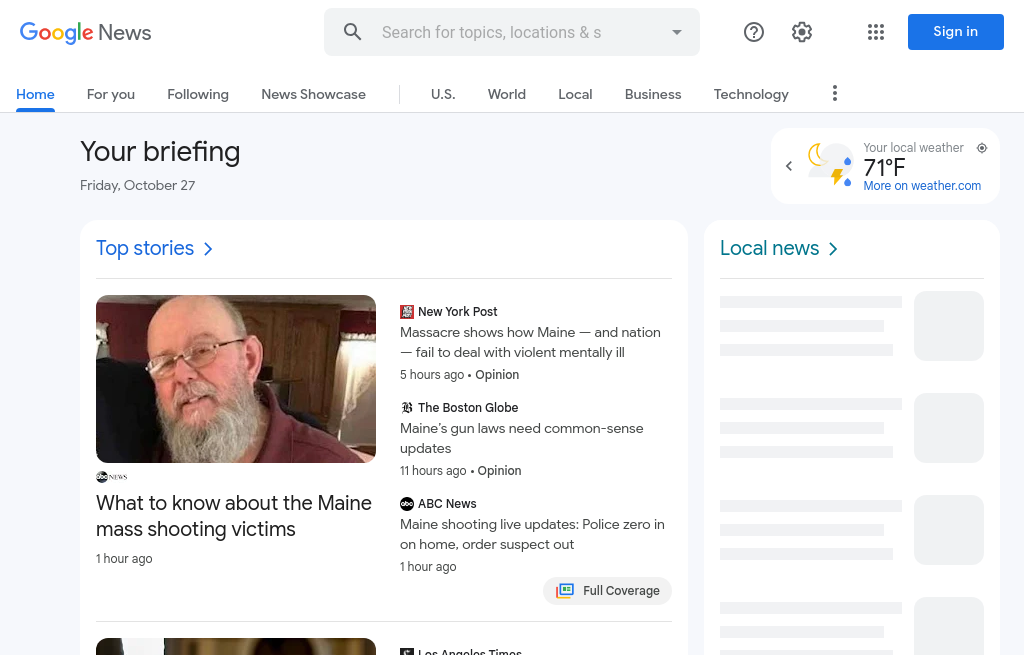 Google News
Search for topics, locations & s
Sign in
Home
For you
Following
News Showcase
U.S.
World
Local
Business
Technology
Your briefing
Friday, October 27
Your local weather
71°F
More on weather.com
Top stories
Local news
abc NEWS
What to know about the Maine
mass shooting victims
1 hour ago
New York Post
Massacre shows how Maine — and nation
— fail to deal with violent mentally ill
5 hours ago • Opinion
The Boston Globe
Maine's gun laws need common-sense
updates
11 hours ago • Opinion
abc ABC News
Maine shooting live updates: Police zero in
on home, order suspect out
1 hour ago
Full Coverage
Los Angeles Times